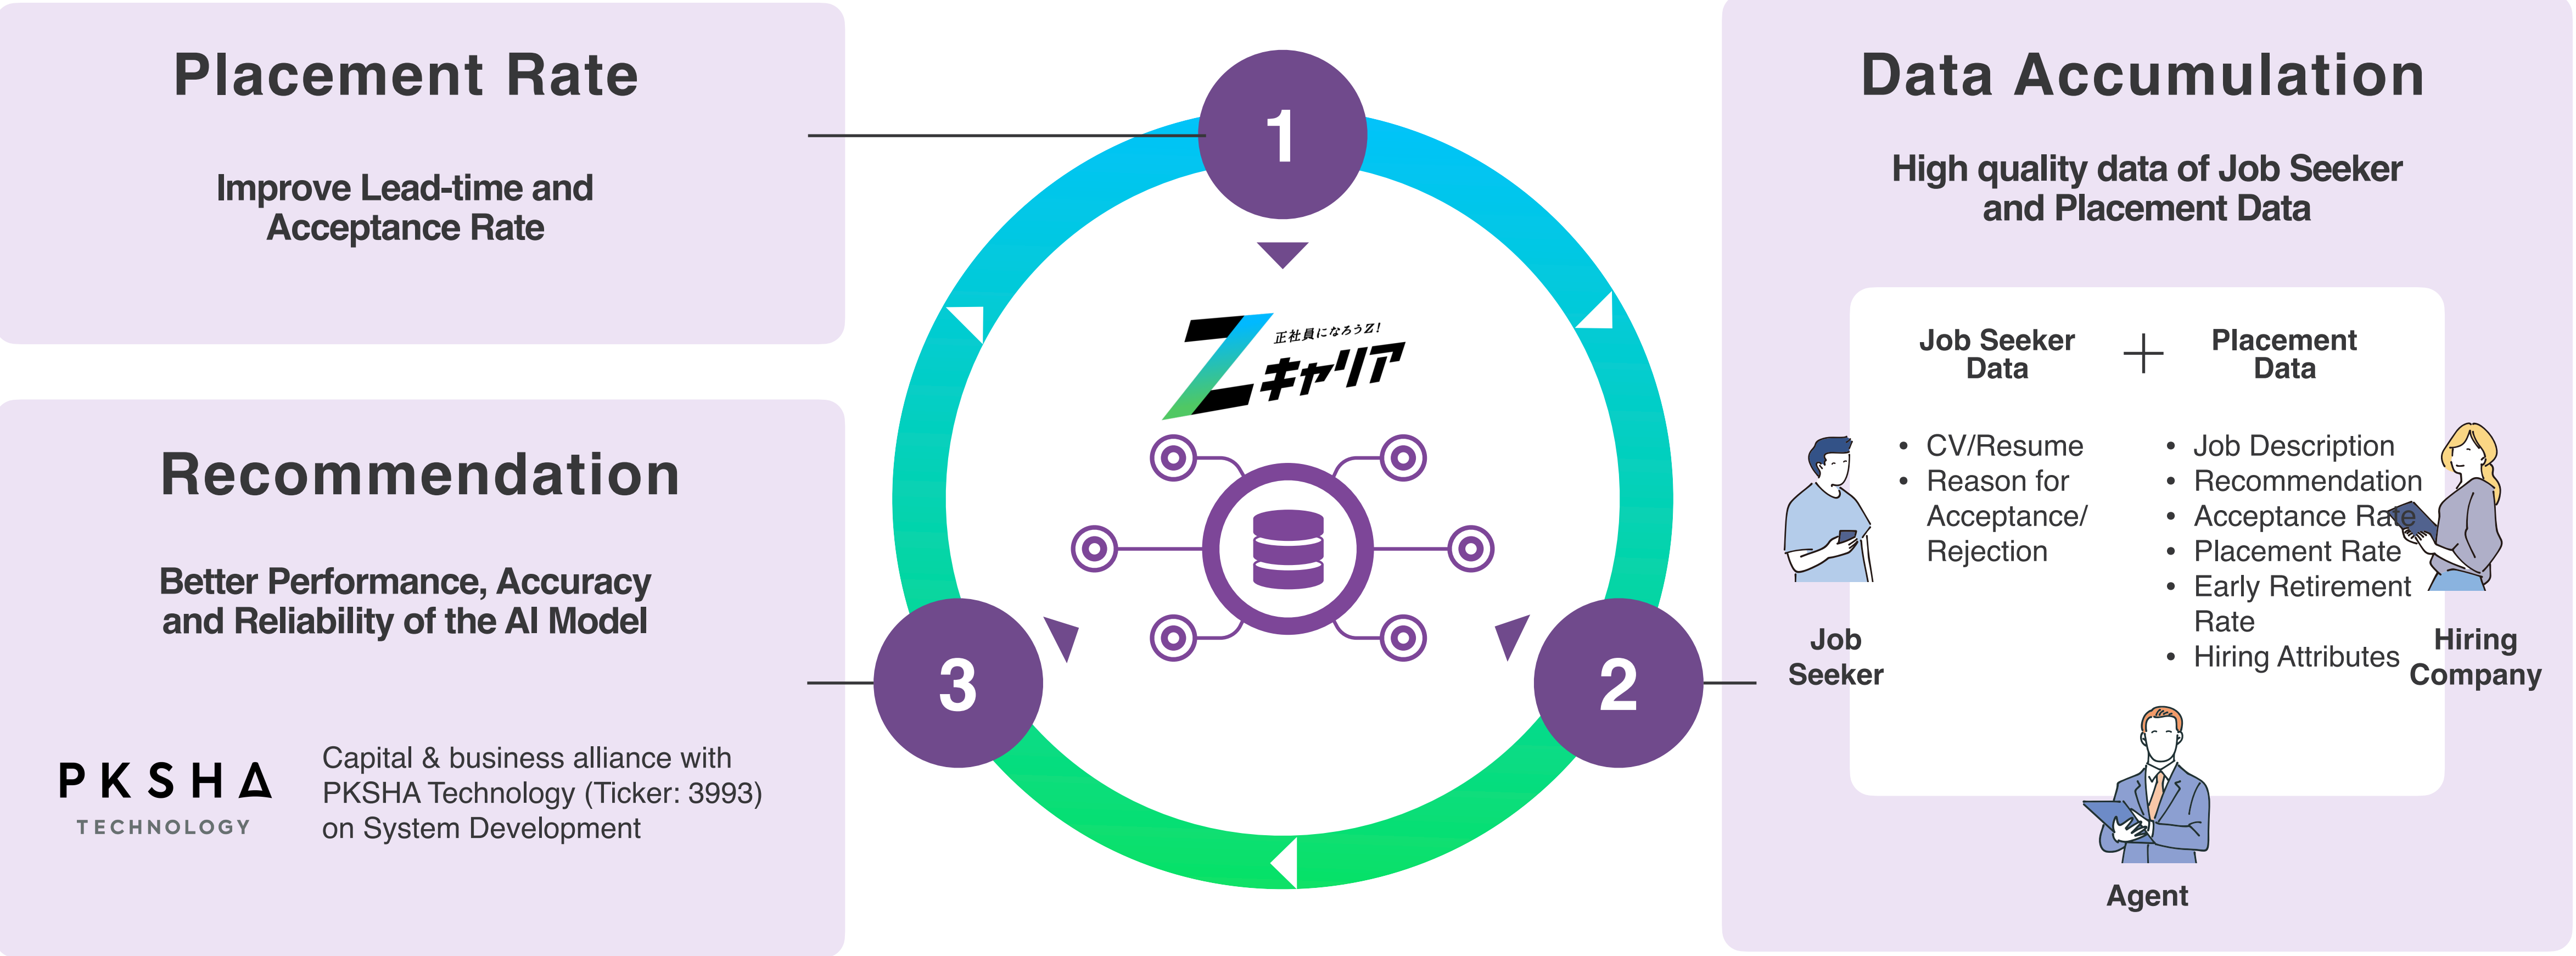 Placement Rate
Improve Lead-time and
Acceptance Rate
Recommendation
Better Performance, Accuracy
and Reliability of the AI Model
PKSHA
TECHNOLOGY
Capital & business alliance with
PKSHA Technology (Ticker: 3993)
on System Development
1
正社員になろうZ!
Zキャリア
3
2
Data Accumulation
High quality data of Job Seeker
and Placement Data
Job Seeker
Data
+
Placement
Data
• CV/Resume
• Reason for
Acceptance/
Rejection
• Job Description
• Recommendation
• Acceptance Rate
• Placement Rate
• Early Retirement
Rate
• Hiring Attributes
Job
Seeker
Hiring
Company
Agent